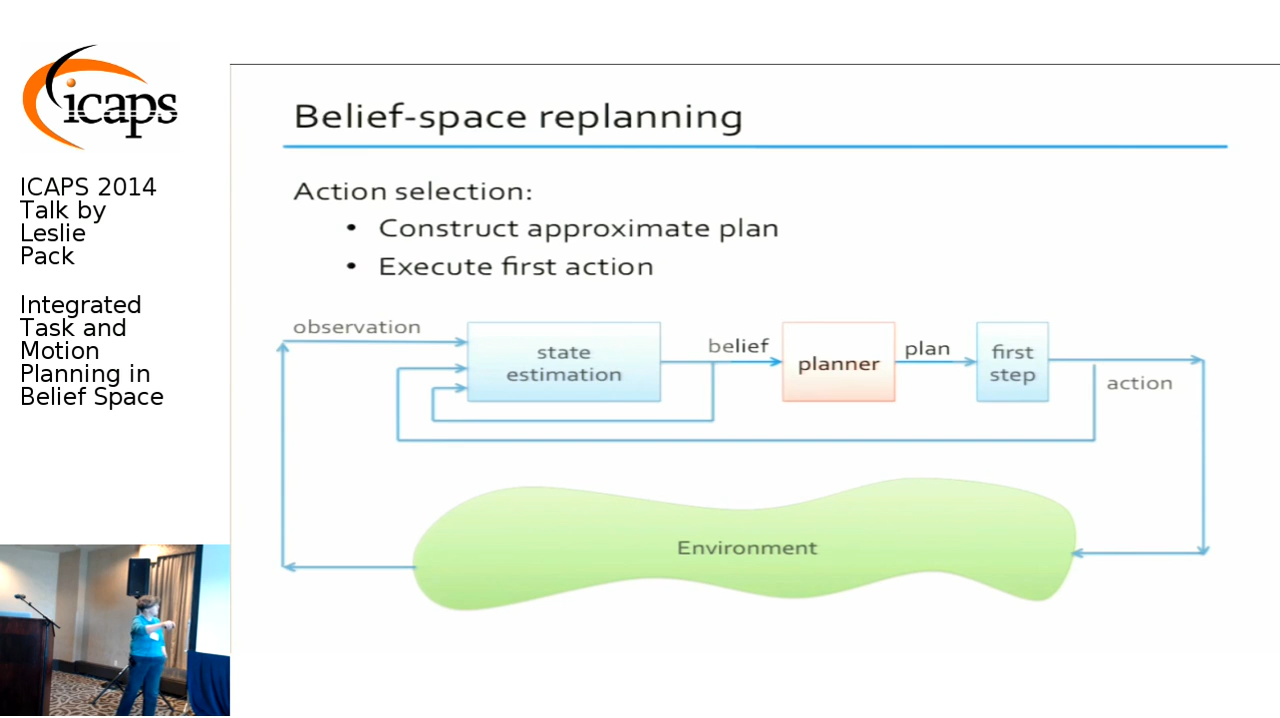 icaps
ICAPS 2014
Talk by
Leslie
Pack
Integrated
Task and
Motion
Planning in
Belief Space
Belief-space replanning
Action selection:
• Construct approximate plan
• Execute first action
observation
state
estimation
belief
planner
plan
first
step
action
Environment